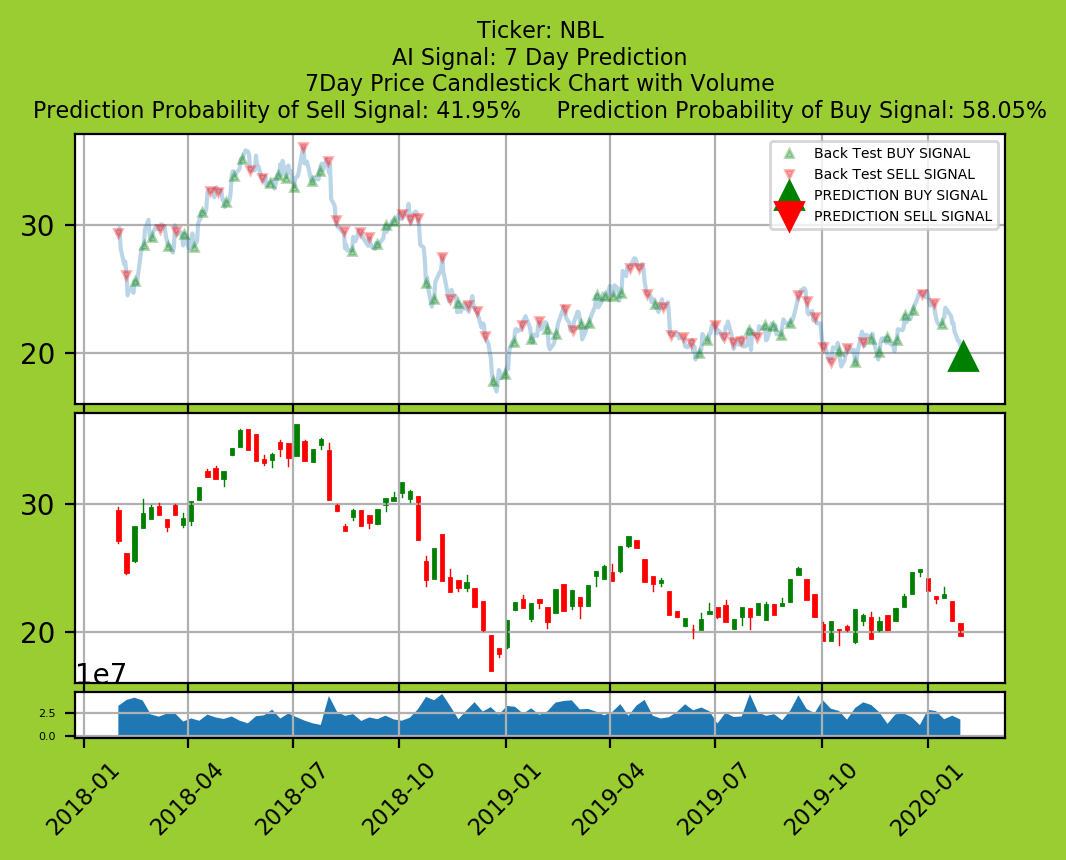 Ticker: NBL
AI Signal: 7 Day Prediction
7Day Price Candlestick Chart with Volume
Prediction Probability of Sell Signal: 41.95% Prediction Probability of Buy Signal: 58.05%
Back Test BUY SIGNAL
Back Test SELL SIGNAL
PREDICTION BUY SIGNAL
PREDICTION SELL SIGNAL
30
20
30
20
1e7
2.5
0.0
2018-01
2018-04
2018-07
2018-10
2019-01
2019-04
2019-07
2019-10
2020-01